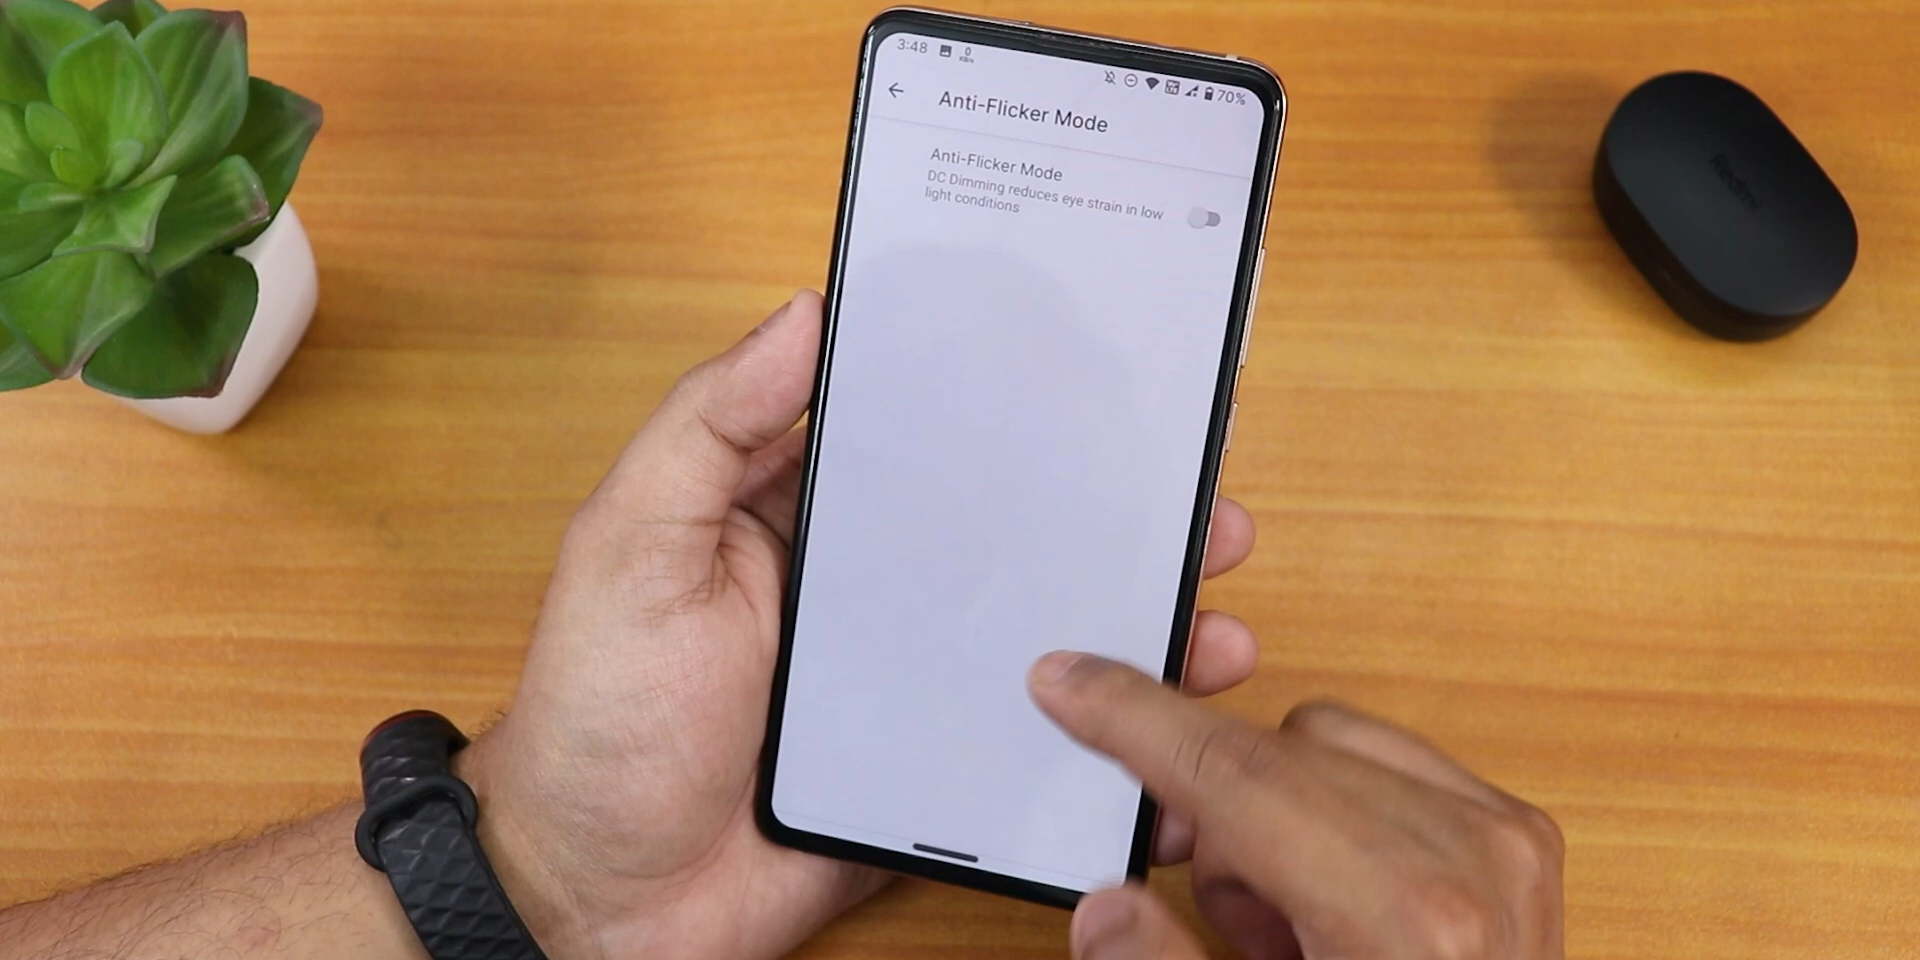 3:48
0
KB/s
70%
Anti-Flicker Mode
Anti-Flicker Mode
DC Dimming reduces eye strain in low
light conditions
Redmi